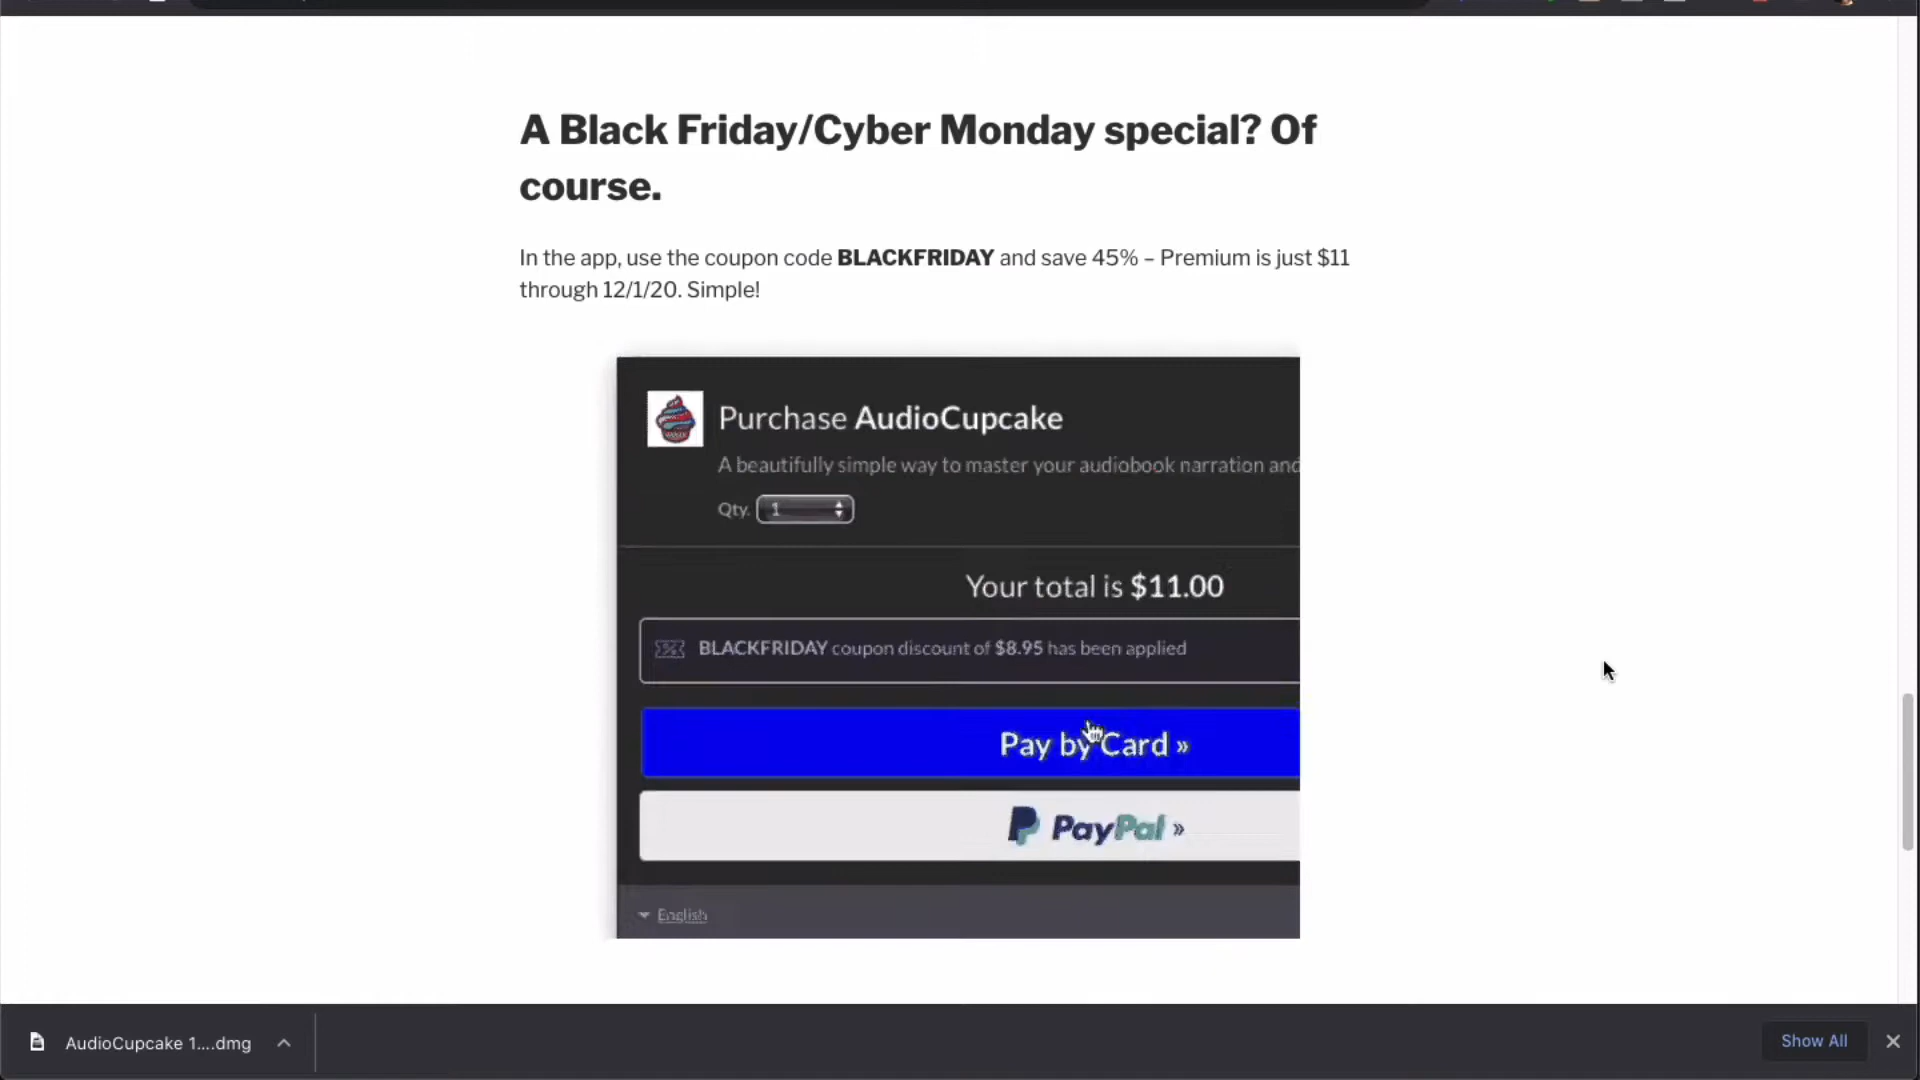 A Black Friday/Cyber Monday special? Of
course.
In the app, use the coupon code BLACKFRIDAY and save 45% – Premium is just $11
through 12/1/20. Simple!
Purchase AudioCupcake
A beautifully simple way to master your audiobook narration and
Qty. 1
Your total is $11.00
BLACKFRIDAY coupon discount of $8.95 has been applied
Pay by Card »
PayPal »
English
AudioCupcake 1....dmg
Show All